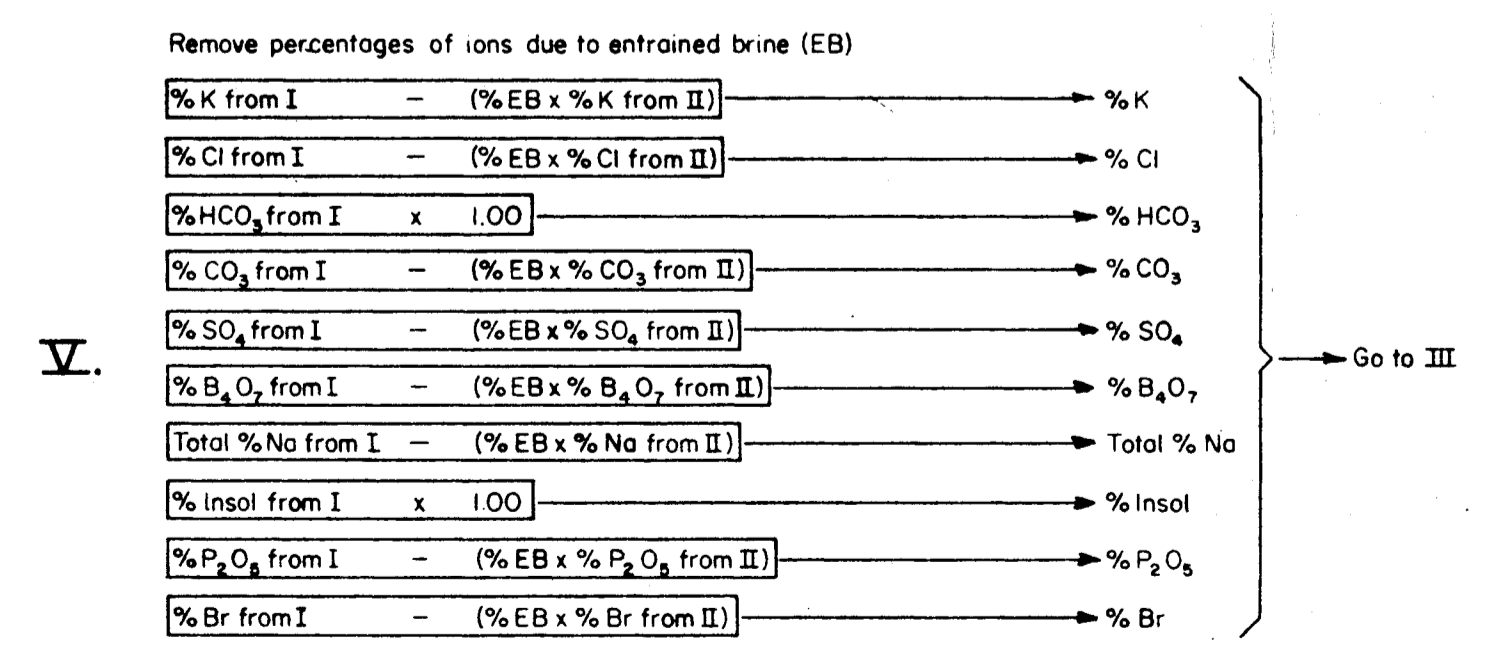 Remove percentages of ions due to entrained brine (EB)
% K from I − (% EB x % K from II) % K
% Cl from I − (% EB x % Cl from II) % Cl
% HCO₃ from I x 1.00 % HCO₃
% CO₃ from I − (% EB x % CO₃ from II) % CO₃
% SO₄ from I − (% EB x % SO₄ from II) % SO₄
V. Go to III
% B₄O₇ from I − (% EB x % B₄O₇ from II) % B₄O₇
Total % Na from I − (% EB x % Na from II) Total % Na
% Insol from I x 1.00 % Insol
% P₂O₅ from I − (% EB x % P₂O₅ from II) % P₂O₅
% Br from I − (% EB x % Br from II) % Br